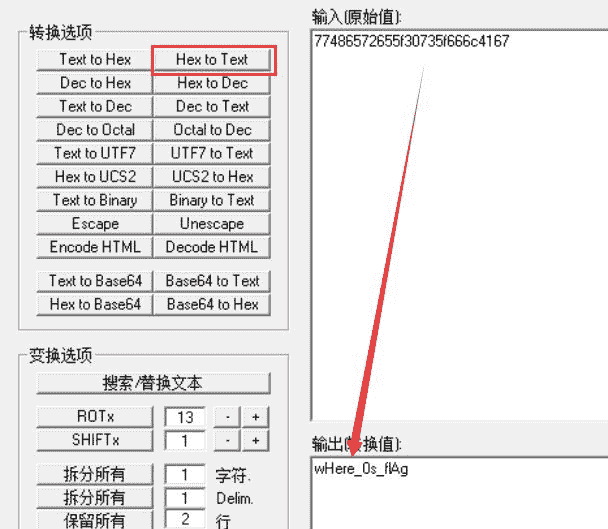 转换选项
Text to Hex Hex to Text
Dec to Hex Hex to Dec
Text to Dec Dec to Text
Dec to Octal Octal to Dec
Text to UTF7 UTF7 to Text
Hex to UCS2 UCS2 to Hex
Text to Binary Binary to Text
Escape Unescape
Encode HTML Decode HTML
Text to Base64 Base64 to Text
Hex to Base64 Base64 to Hex
变换选项
搜索/替换文本
ROTx 13 - +
SHIFTx 1 - +
拆分所有 1 字符.
拆分所有 1 Delim.
保留所有 2 行
输入(原始值):
77486572655f30735f666c4167
输出(转换值):
wHere_0s_flAg